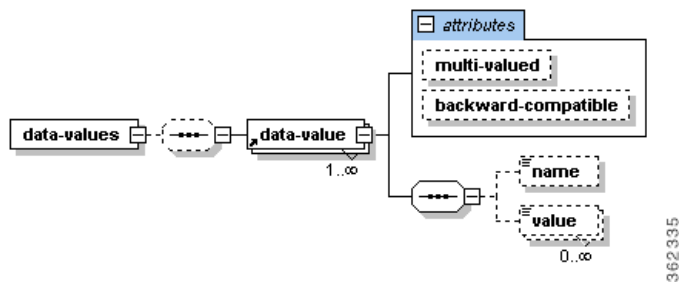 attributes
multi-valued
backward-compatible
data-values
data-value
1..∞
name
value
0..∞
362335